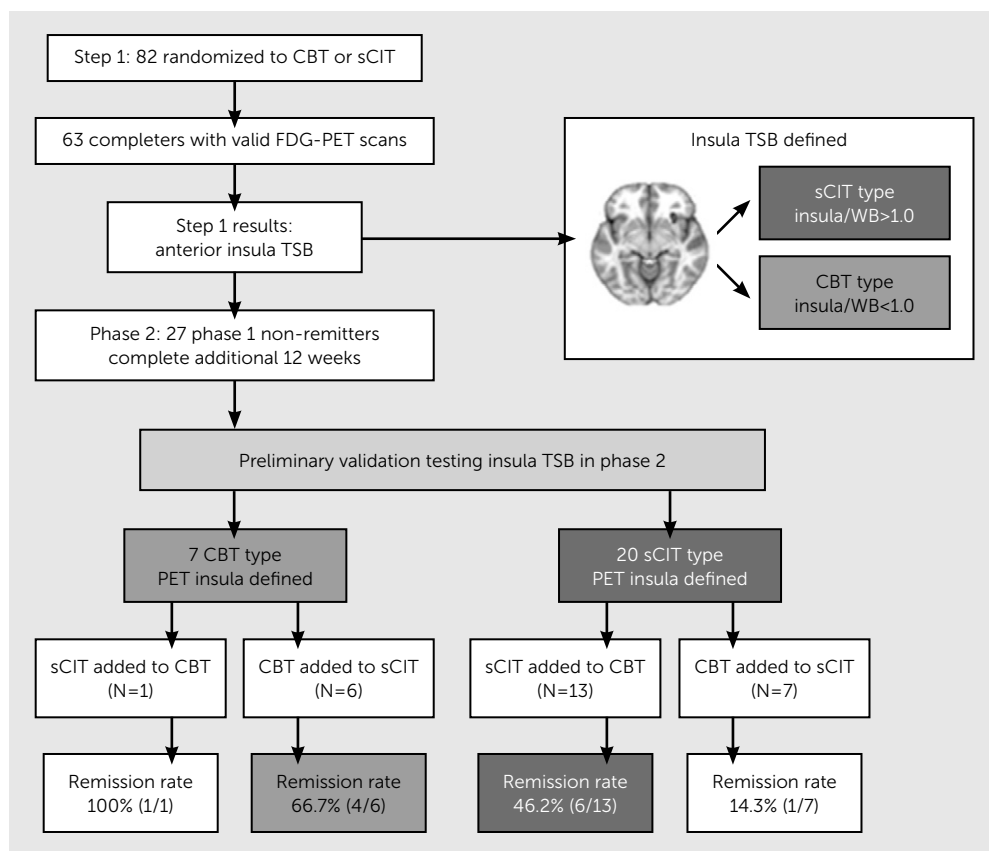 Step 1: 82 randomized to CBT or sCIT
63 completers with valid FDG-PET scans
Step 1 results:
anterior insula TSB
Insula TSB defined
sCIT type
insula/WB>1.0
CBT type
insula/WB<1.0
Phase 2: 27 phase 1 non-remitters
complete additional 12 weeks
Preliminary validation testing insula TSB in phase 2
7 CBT type
PET insula defined
20 sCIT type
PET insula defined
sCIT added to CBT
(N=1)
CBT added to sCIT
(N=6)
sCIT added to CBT
(N=13)
CBT added to sCIT
(N=7)
Remission rate
100% (1/1)
Remission rate
66.7% (4/6)
Remission rate
46.2% (6/13)
Remission rate
14.3% (1/7)